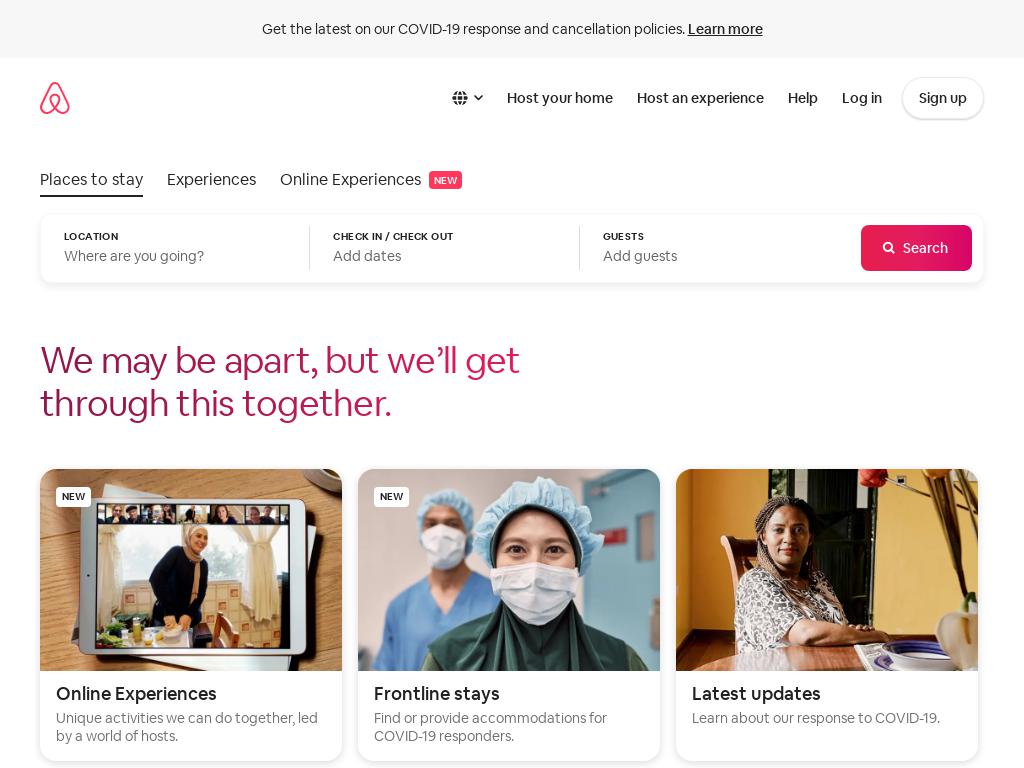 Get the latest on our COVID-19 response and cancellation policies. Learn more
Host your home
Host an experience
Help
Log in
Sign up
Places to stay
Experiences
Online Experiences
NEW
LOCATION
Where are you going?
CHECK IN / CHECK OUT
Add dates
GUESTS
Add guests
Search
We may be apart, but we’ll get
through this together.
NEW
NEW
Online Experiences
Unique activities we can do together, led
by a world of hosts.
Frontline stays
Find or provide accommodations for
COVID-19 responders.
Latest updates
Learn about our response to COVID-19.